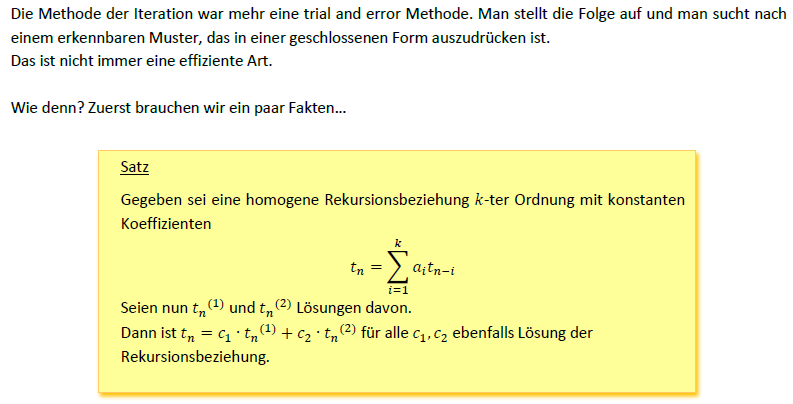 Die Methode der Iteration war mehr eine trial and error Methode. Man stellt die Folge auf und man sucht nach
einem erkennbaren Muster, das in einer geschlossenen Form auszudrücken ist.
Das ist nicht immer eine effiziente Art.
Wie denn? Zuerst brauchen wir ein paar Fakten…
Satz
Gegeben sei eine homogene Rekursionsbeziehung k-ter Ordnung mit konstanten
Koeffizienten
t_n = \sum_{i=1}^{k} a_i t_{n-i}
Seien nun t_n^{(1)} und t_n^{(2)} Lösungen davon.
Dann ist t_n = c_1 · t_n^{(1)} + c_2 · t_n^{(2)} für alle c_1, c_2 ebenfalls Lösung der
Rekursionsbeziehung.